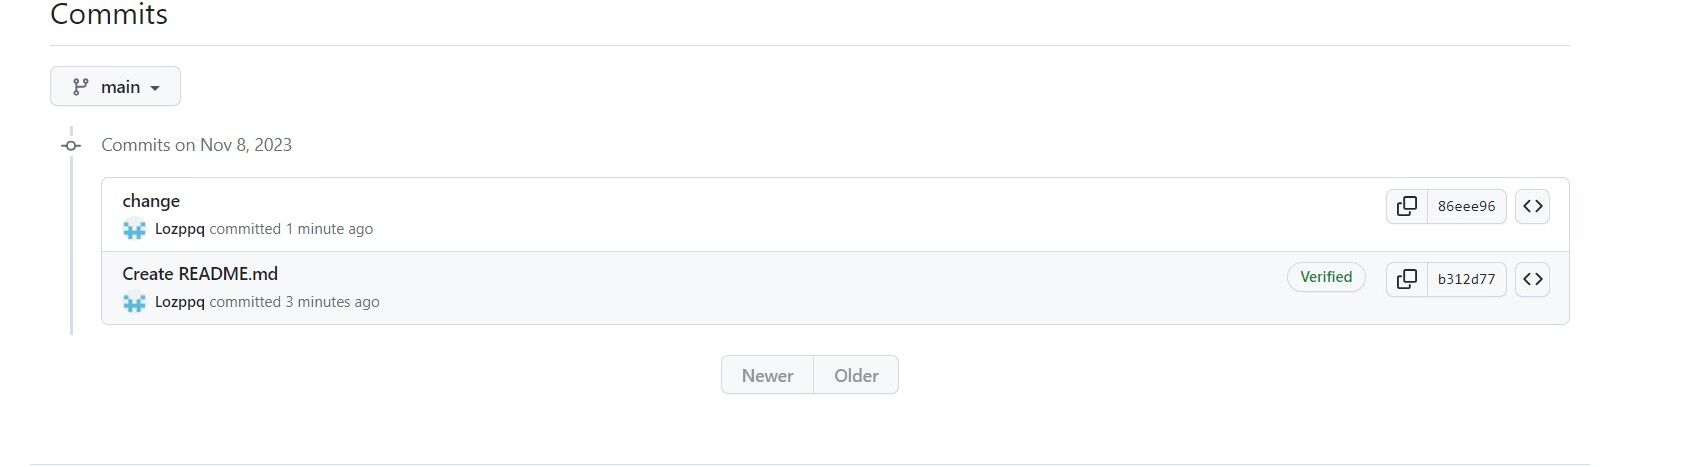 Commits
main
Commits on Nov 8, 2023
change
86eee96
Lozppq committed 1 minute ago
Create README.md
Verified
b312d77
Lozppq committed 3 minutes ago
Newer
Older